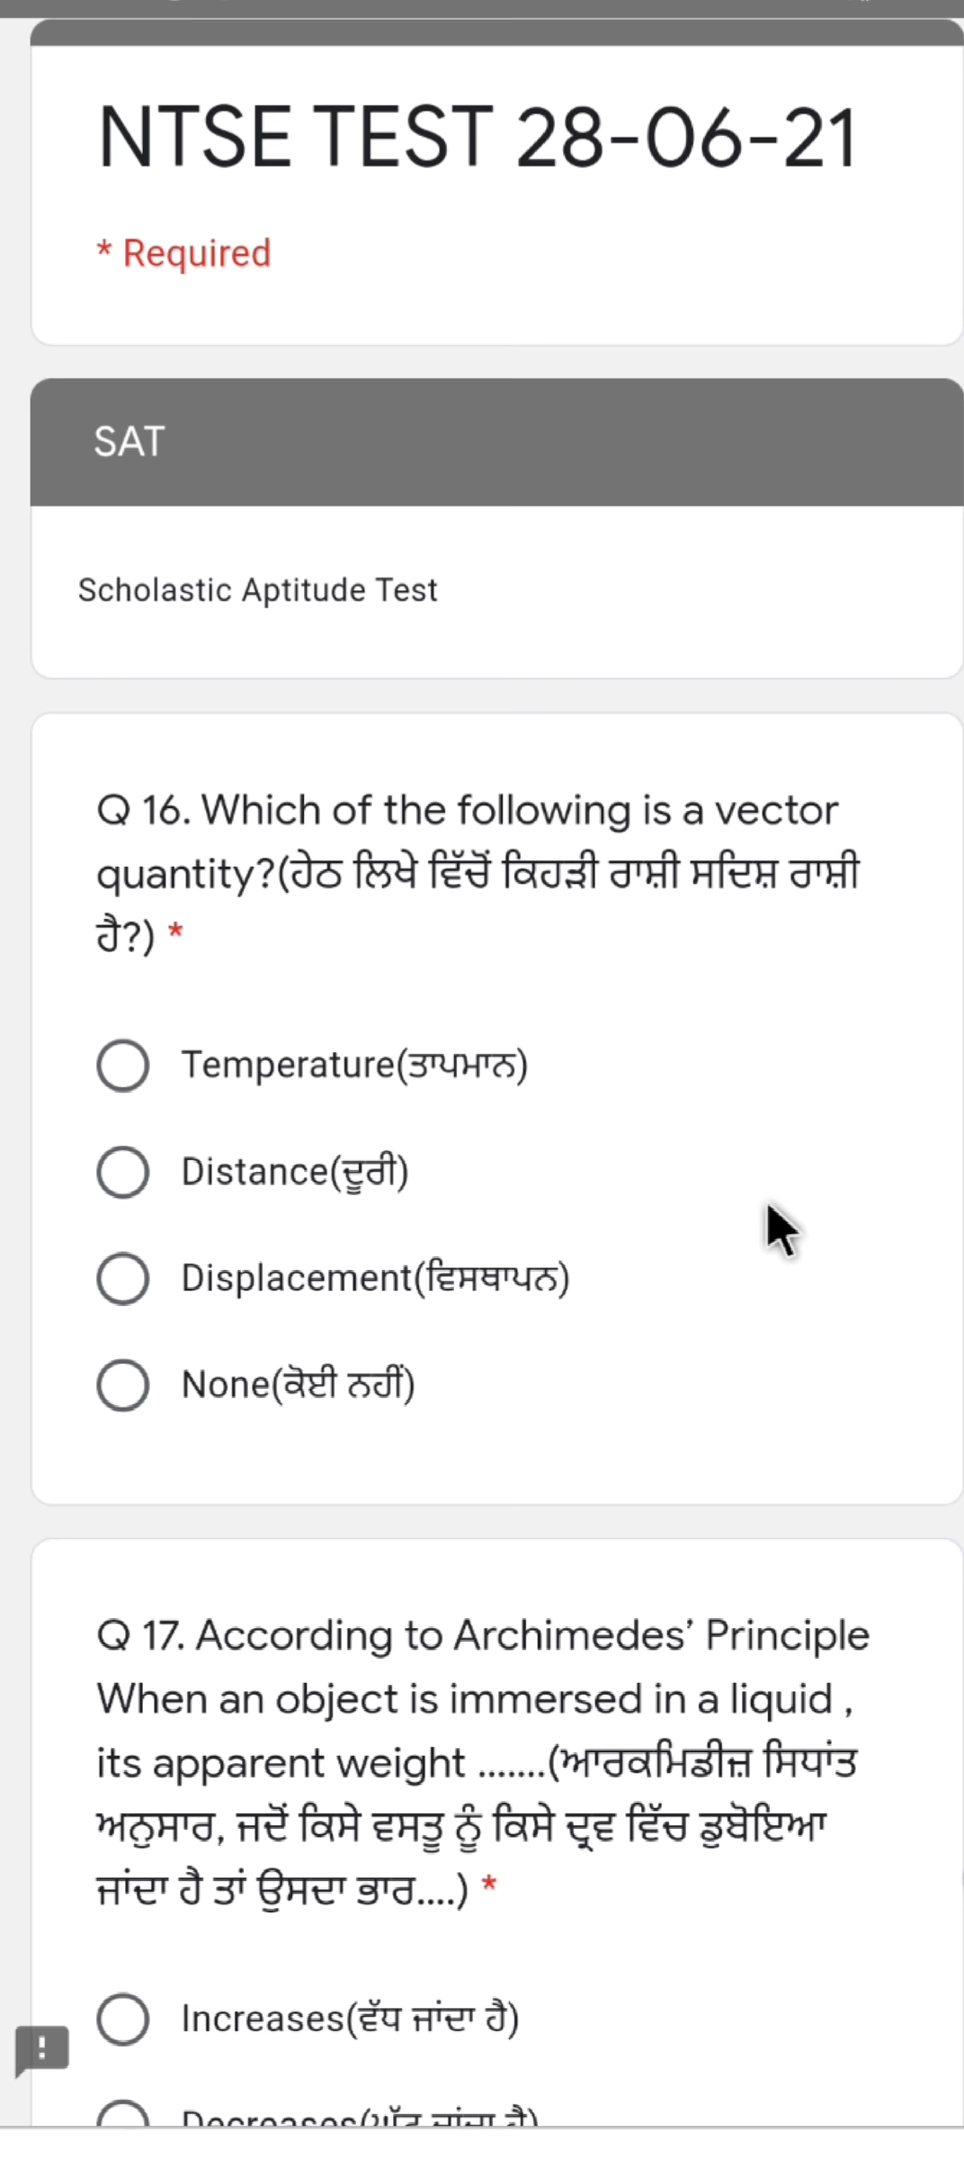 NTSE TEST 28-06-21
* Required
SAT
Scholastic Aptitude Test
Q 16. Which of the following is a vector
quantity?(ਹੇਠ ਲਿਖੇ ਵਿੱਚੋਂ ਕਿਹੜੀ ਰਾਸ਼ੀ ਸਦਿਸ਼ ਰਾਸ਼ੀ
ਹੈ?) *
Temperature(ਤਾਪਮਾਨ)
Distance(ਦੂਰੀ)
Displacement(ਵਿਸਥਾਪਨ)
None(ਕੋਈ ਨਹੀਂ)
Q 17. According to Archimedes’ Principle
When an object is immersed in a liquid ,
its apparent weight .......(ਆਰਕਮਿਡੀਜ਼ ਸਿਧਾਂਤ
ਅਨੁਸਾਰ, ਜਦੋਂ ਕਿਸੇ ਵਸਤੂ ਨੂੰ ਕਿਸੇ ਦ੍ਰਵ ਵਿੱਚ ਡੁਬੋਇਆ
ਜਾਂਦਾ ਹੈ ਤਾਂ ਉਸਦਾ ਭਾਰ....) *
Increases(ਵੱਧ ਜਾਂਦਾ ਹੈ)
Decreases(ਘੱਟ ਜਾਂਦਾ ਹੈ)